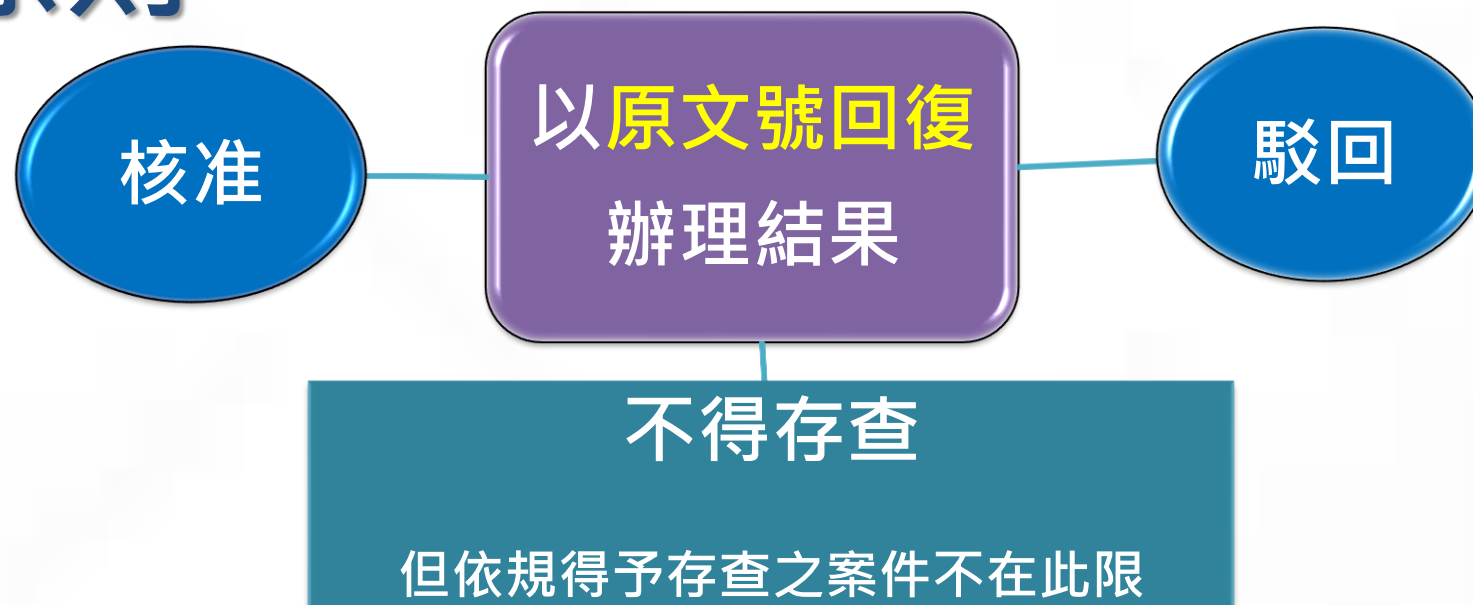 核准
以原文號回復
辦理結果
駁回
不得存查
但依規得予存查之案件不在此限